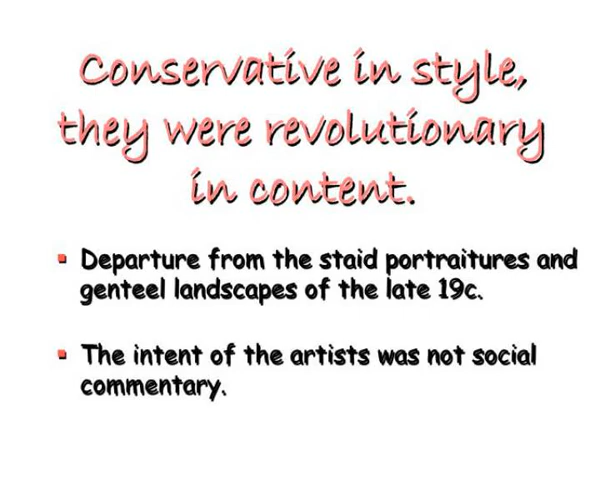 Conservative in style,
they were revolutionary
in content.
Departure from the staid portraitures and
genteel landscapes of the late 19c.
The intent of the artists was not social
commentary.